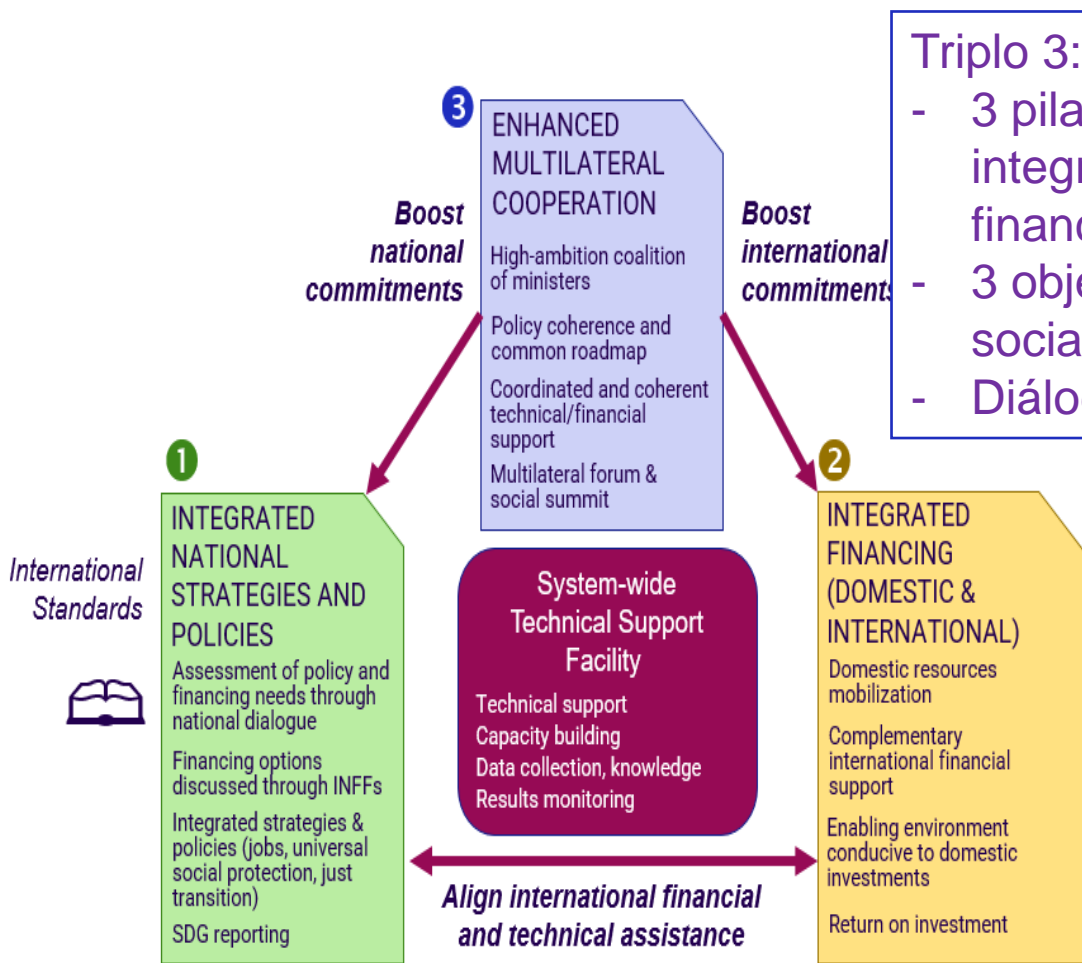 Triplo 3:
- 3
integr
financ
- 3
socia
-
3
ENHANCED
MULTILATERAL
COOPERATION
High-ambition coalition
of ministers
Policy coherence and
common roadmap
Coordinated and coherent
technical/financial
support
Multilateral forum &
social summit
Boost
national
commitments
Boost
international
commitments
1
INTEGRATED
NATIONAL
STRATEGIES AND
POLICIES
Assessment of policy and
financing needs through
national dialogue
Financing options
discussed through INFFs
Integrated strategies &
policies (jobs, universal
social protection, just
transition)
SDG reporting
International
Standards
System-wide
Technical Support
Facility
Technical support
Capacity building
Data collection, knowledge
Results monitoring
2
INTEGRATED
FINANCING
(DOMESTIC &
INTERNATIONAL)
Domestic resources
mobilization
Complementary
international financial
support
Enabling environment
conducive to domestic
investments
Return on investment
Align international financial
and technical assistance